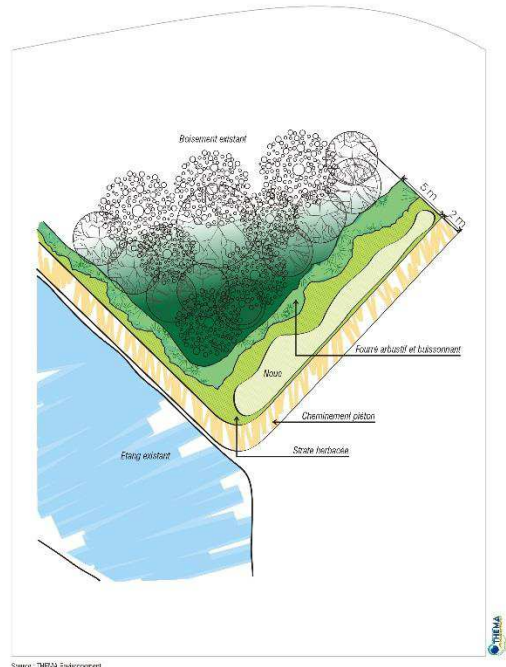 Boisement existant
5 m
2 m
Fourré arbustif et buissonnant
Noue
Cheminement piéton
Strate herbacée
Etang existant
THEMA
Source : THEMA Environnement